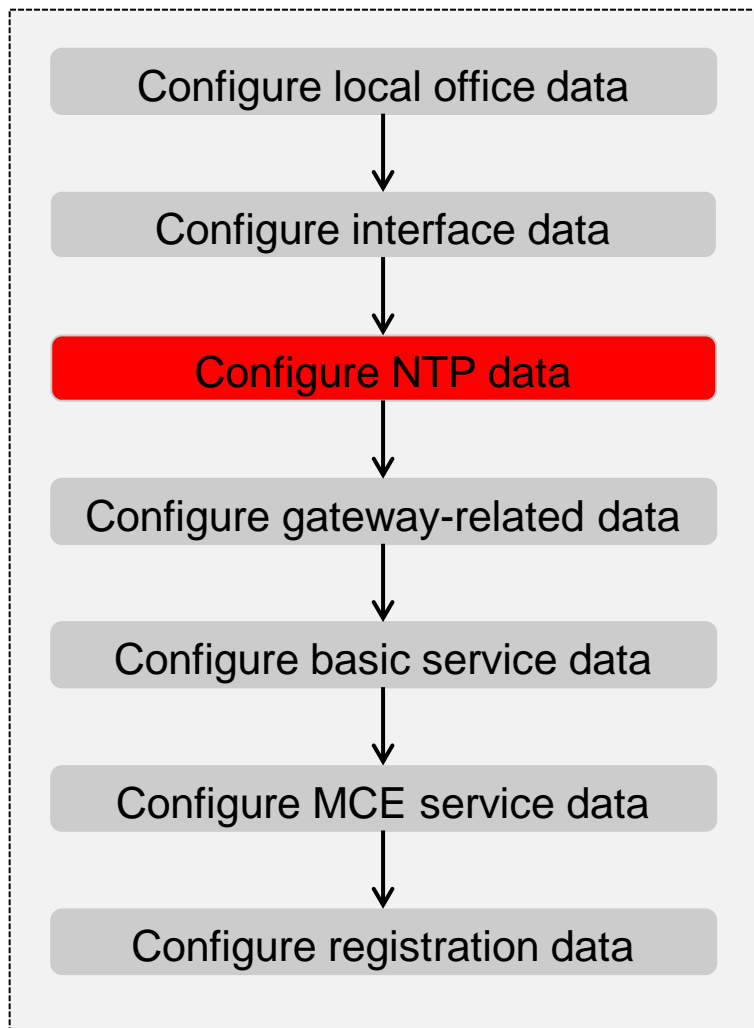 Configure local office data
Configure interface data
Configure NTP data
Configure gateway-related data
Configure basic service data
Configure MCE service data
Configure registration data